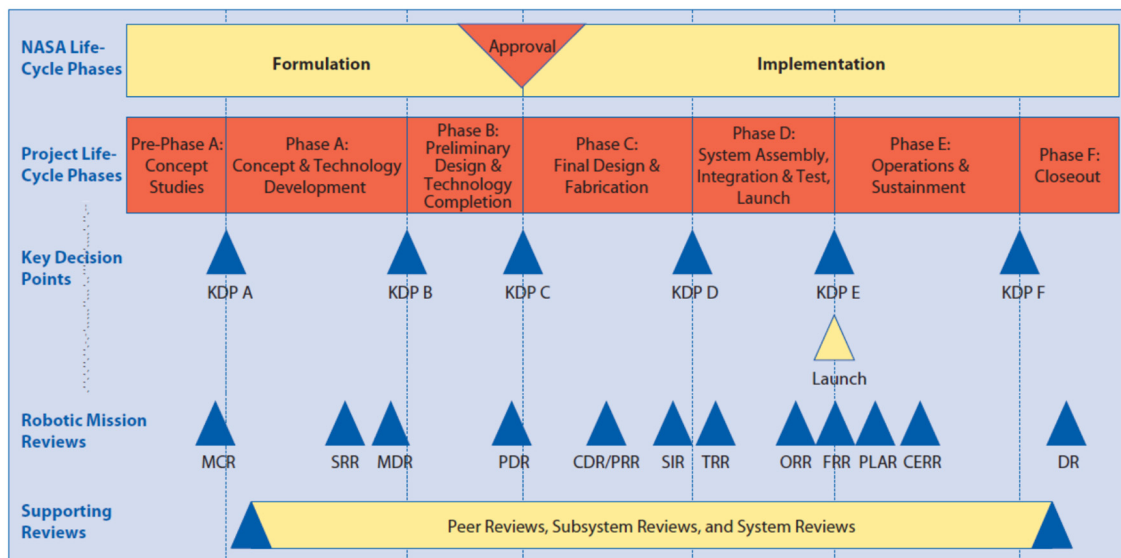 NASA Life-
Cycle Phases
Formulation
Approval
Implementation
Project Life-
Cycle Phases
Pre-Phase A:
Concept
Studies
Phase A:
Concept & Technology
Development
Phase B:
Preliminary
Design &
Technology
Completion
Phase C:
Final Design &
Fabrication
Phase D:
System Assembly,
Integration & Test,
Launch
Phase E:
Operations &
Sustainment
Phase F:
Closeout
Key Decision
Points
KDP A
KDP B
KDP C
KDP D
KDP E
KDP F
Launch
Robotic Mission
Reviews
MCR
SRR
MDR
PDR
CDR/PRR
SIR
TRR
ORR
FRR
PLAR
CERR
DR
Supporting
Reviews
Peer Reviews, Subsystem Reviews, and System Reviews